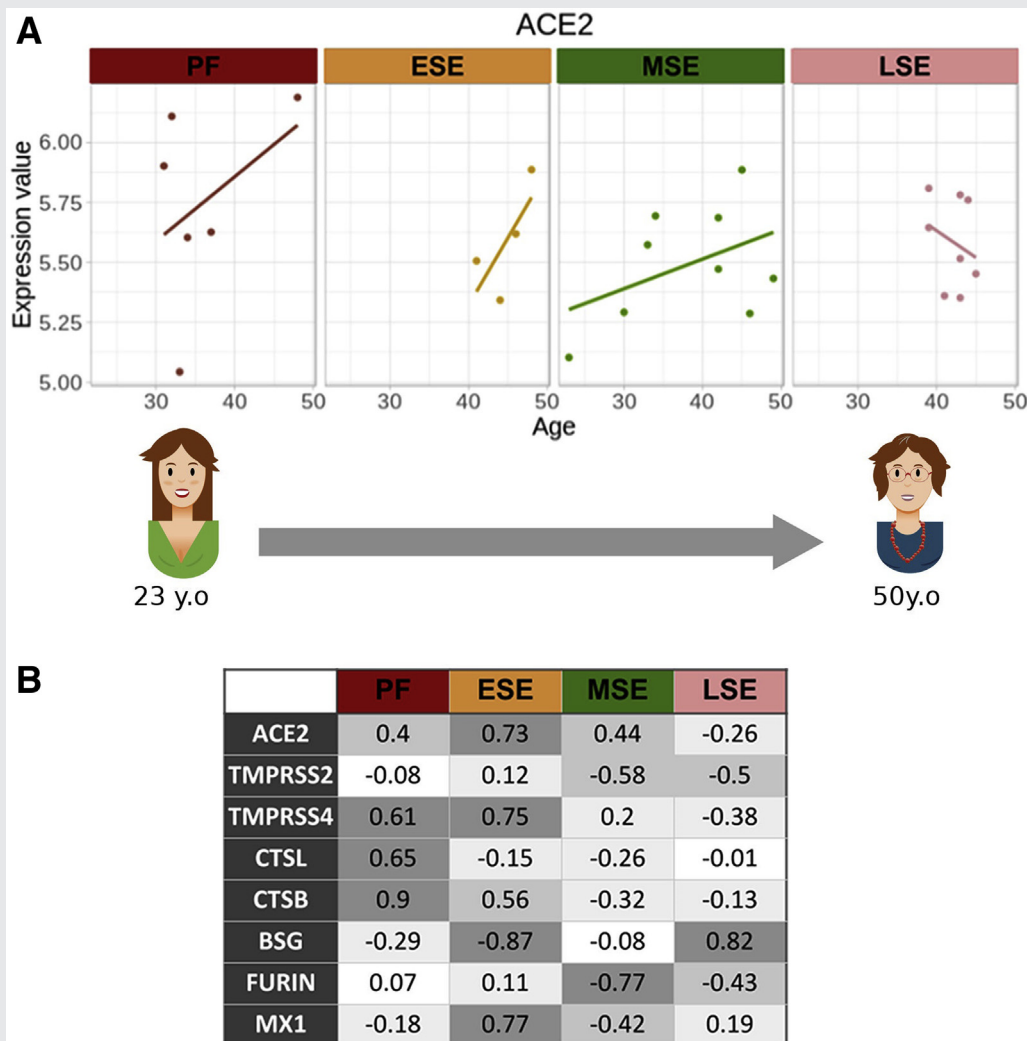 A
ACE2
PF ESE MSE LSE
Expression value
6.00
5.75
5.50
5.25
5.00
30 40 50 30 40 50 30 40 50 30 40 50
Age
23 y.o 50y.o
B
PF ESE MSE LSE
ACE2 0.4 0.73 0.44 -0.26
TMPRSS2 -0.08 0.12 -0.58 -0.5
TMPRSS4 0.61 0.75 0.2 -0.38
CTSL 0.65 -0.15 -0.26 -0.01
CTSB 0.9 0.56 -0.32 -0.13
BSG -0.29 -0.87 -0.08 0.82
FURIN 0.07 0.11 -0.77 -0.43
MX1 -0.18 0.77 -0.42 0.19